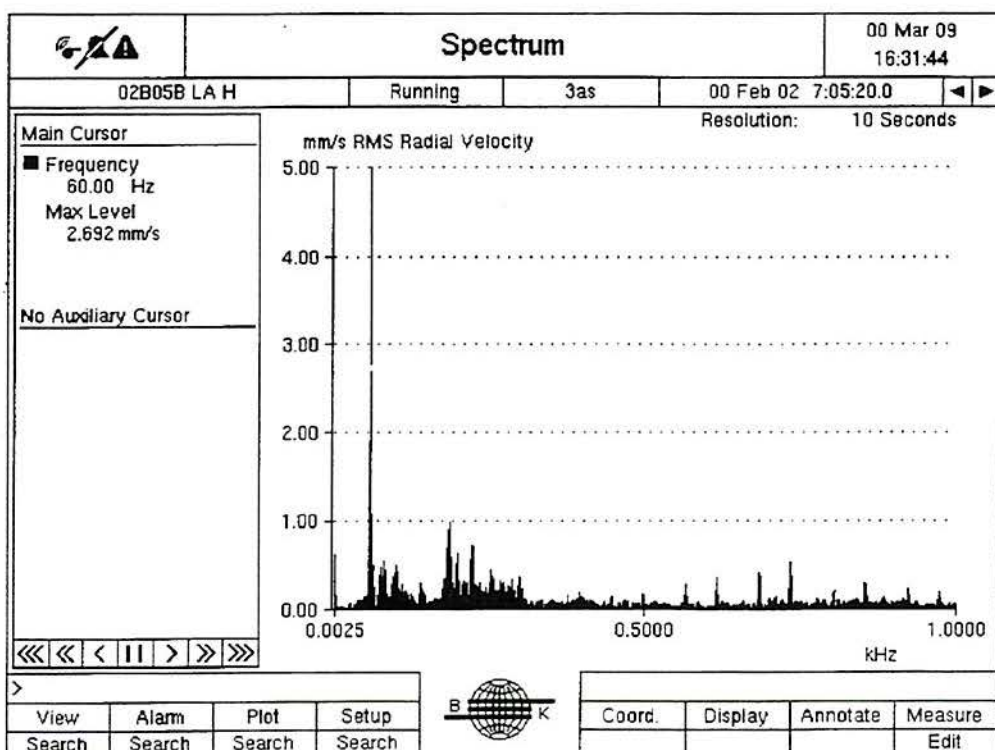 Spectrum
00 Mar 09
16:31:44
02B05B LA H Running 3as 00 Feb 02 7:05:20.0
Resolution: 10 Seconds
Main Cursor
Frequency
60.00 Hz
Max Level
2.692 mm/s
No Auxiliary Cursor
mm/s RMS Radial Velocity
5.00
4.00
3.00
2.00
1.00
0.00
0.0025 0.5000 1.0000
kHz
>
B K
View Alarm Plot Setup Coord. Display Annotate Measure
Search Search Search Search Edit